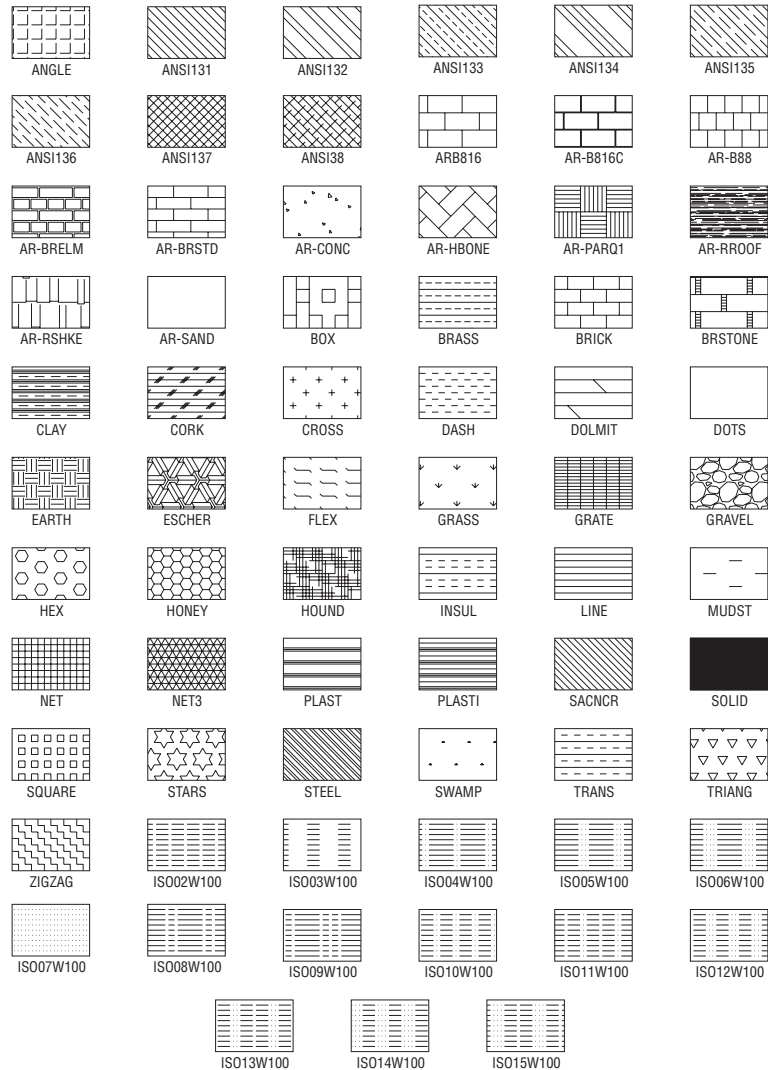 ANGLE ANSI131 ANSI132 ANSI133 ANSI134 ANSI135
ANSI136 ANSI137 ANSI38 ARB816 AR-B816C AR-B88
AR-BRELM AR-BRSTD AR-CONC AR-HBONE AR-PARQ1 AR-RROOF
AR-RSHKE AR-SAND BOX BRASS BRICK BRSTONE
CLAY CORK CROSS DASH DOLMIT DOTS
EARTH ESCHER FLEX GRASS GRATE GRAVEL
HEX HONEY HOUND INSUL LINE MUDST
NET NET3 PLAST PLASTI SACNCR SOLID
SQUARE STARS STEEL SWAMP TRANS TRIANG
ZIGZAG ISO02W100 ISO03W100 ISO04W100 ISO05W100 ISO06W100
ISO07W100 ISO08W100 ISO09W100 ISO10W100 ISO11W100 ISO12W100
ISO13W100 ISO14W100 ISO15W100